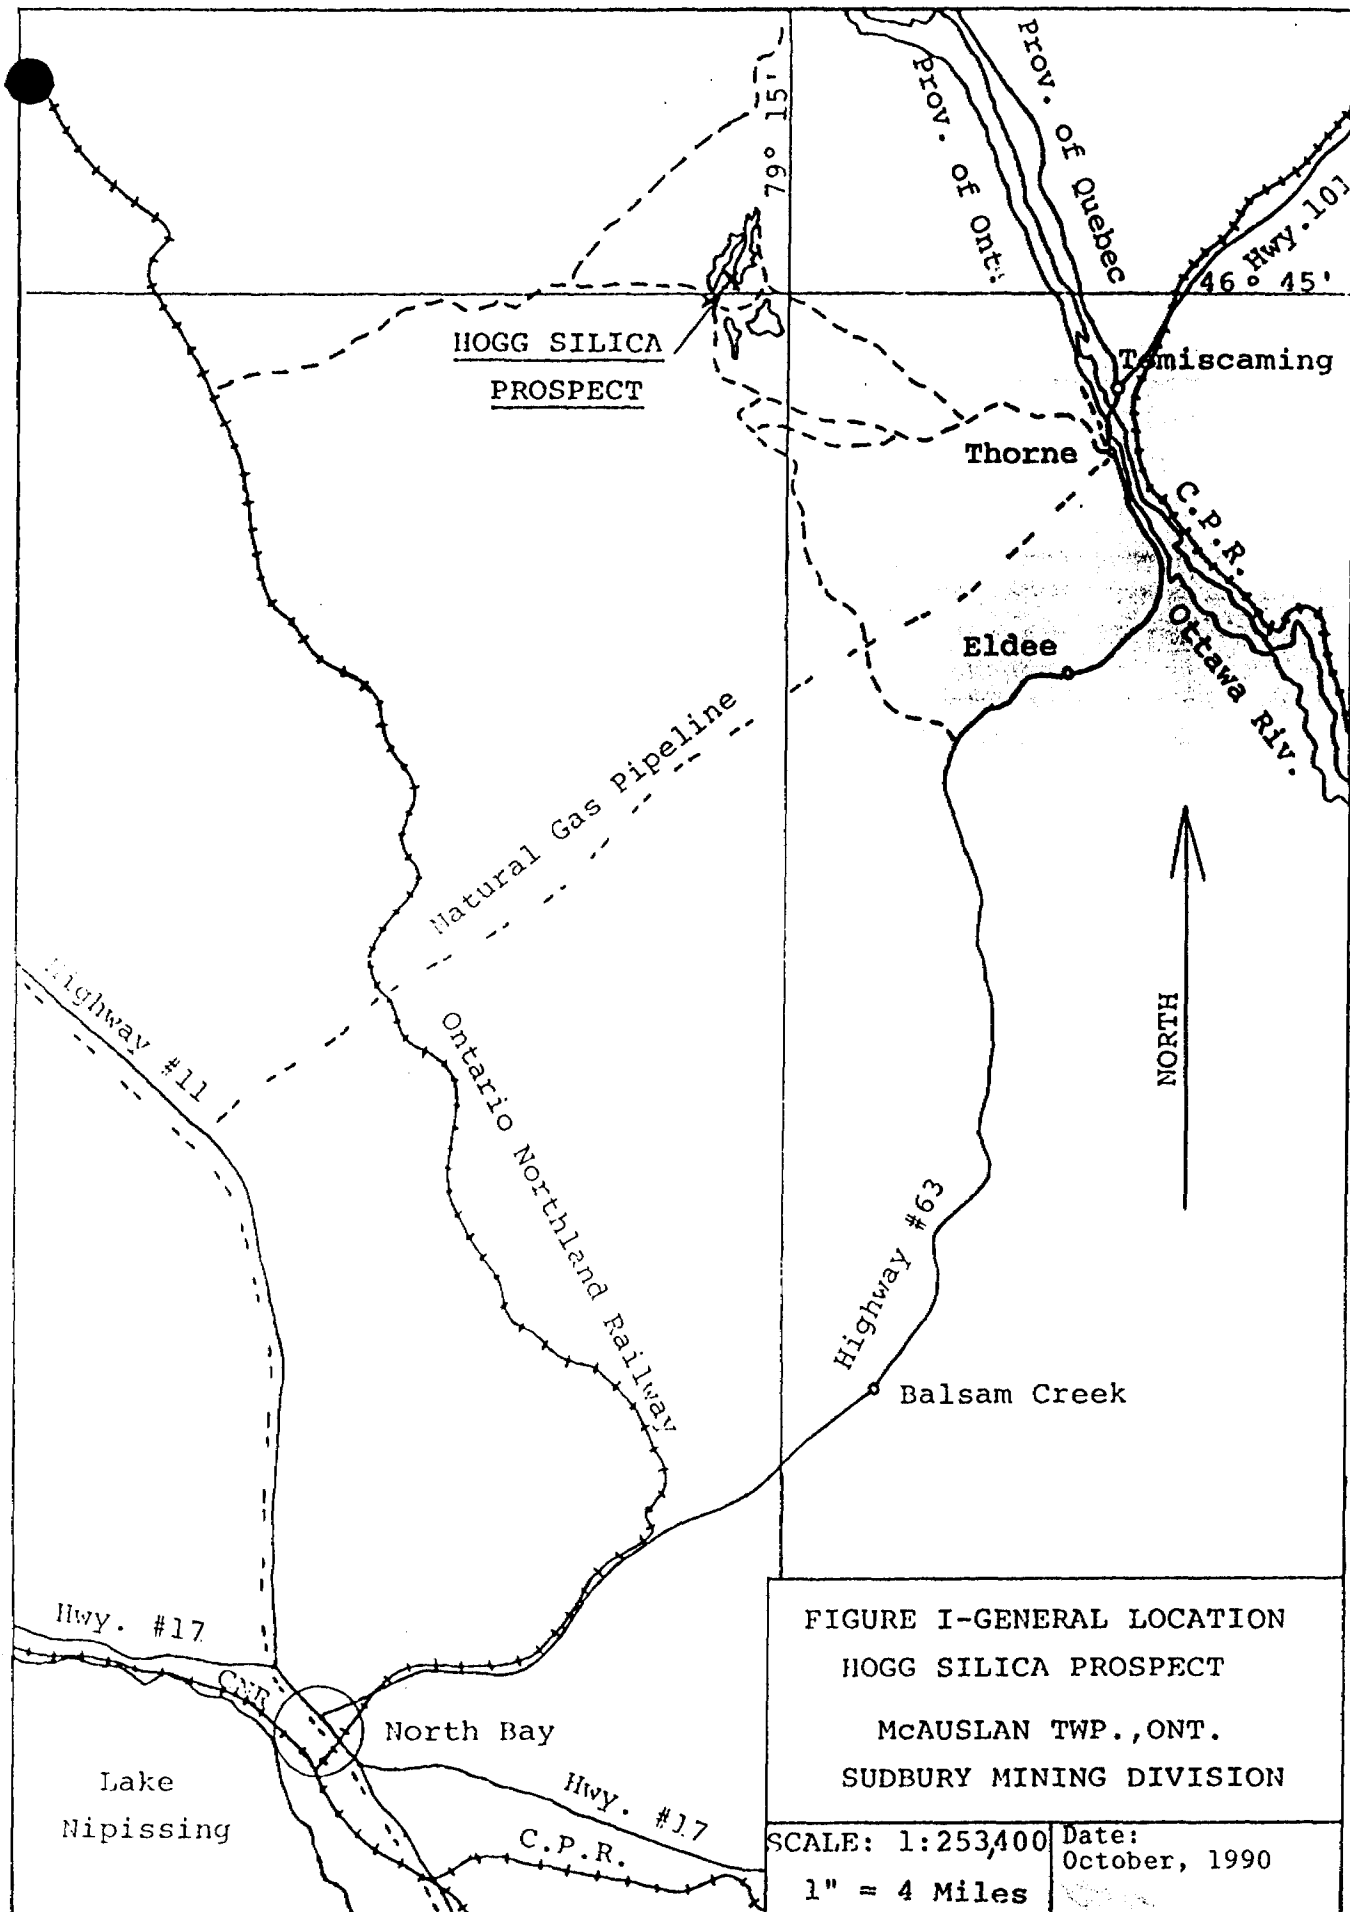 Prov. of Quebec
Prov. of Ont.
79° 15'
Hwy. 101
46° 45'
HOGG SILICA
PROSPECT
Temiscaming
Thorne
C.P.R.
Ottawa Riv.
Eldee
Natural Gas Pipeline
Highway #11
Ontario Northland Railway
NORTH
Highway #63
Balsam Creek
Hwy. #17
CNR
North Bay
Lake
Nipissing
Hwy. #17
C.P.R.
FIGURE I-GENERAL LOCATION
HOGG SILICA PROSPECT
McAUSLAN TWP.,ONT.
SUDBURY MINING DIVISION
SCALE: 1:253,400
1" = 4 Miles
Date:
October, 1990